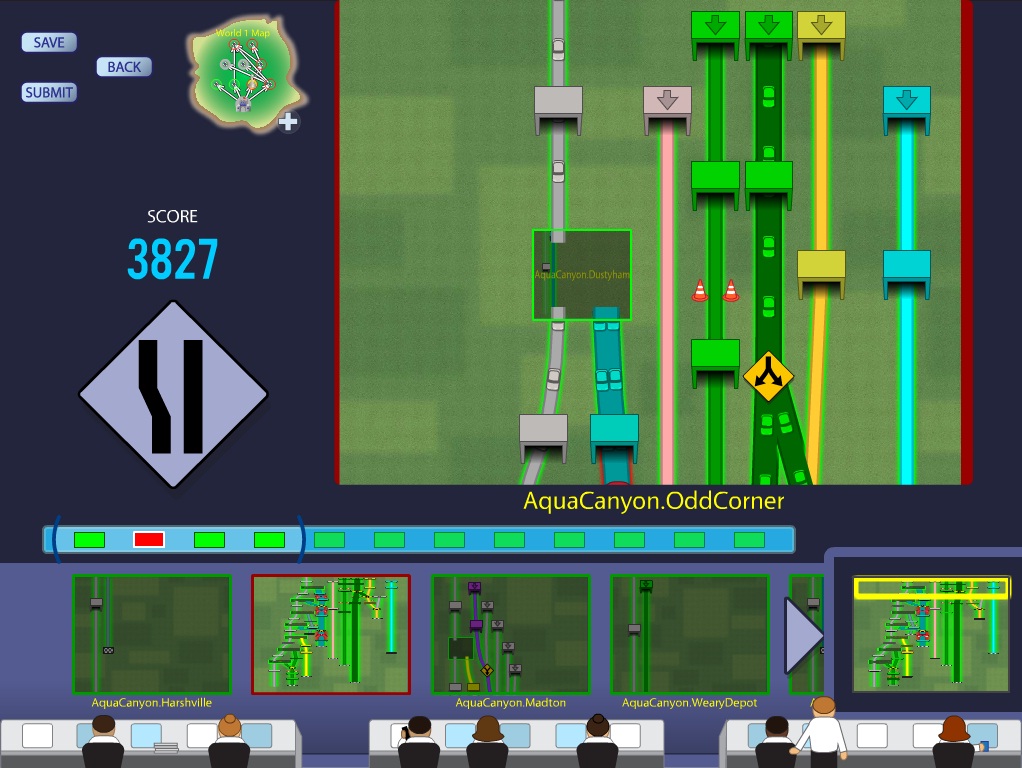 SAVE
BACK
SUBMIT
World 1 Map
SCORE
3827
AquaCanyon.Dustyham
AquaCanyon.OddCorner
AquaCanyon.Harshville
AquaCanyon.Madton
AquaCanyon.WearyDepot